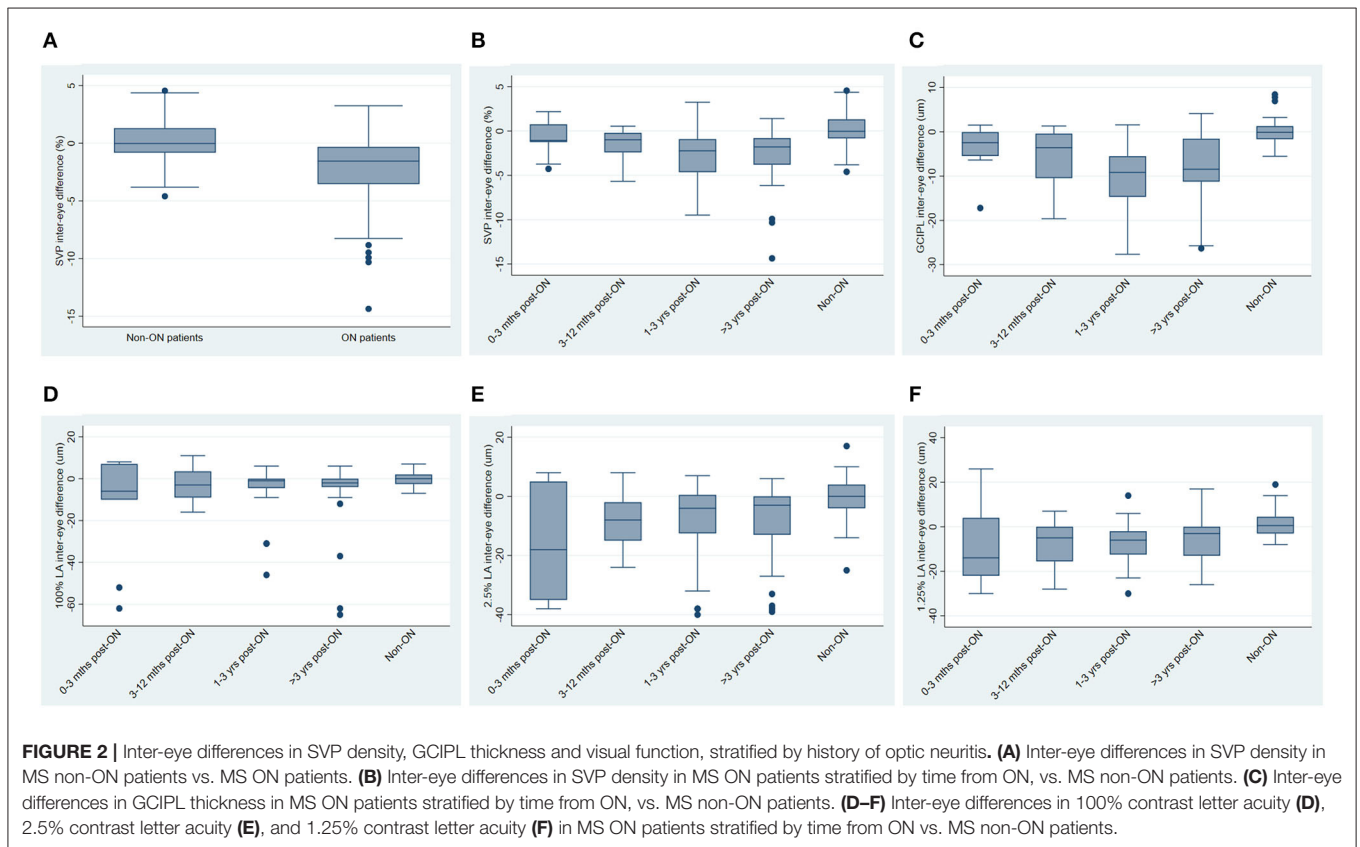 A
B
C
SVP inter-eye difference (%)
5
0
-5
-10
-15
Non-ON patients
ON patients
SVP inter-eye difference (%)
5
0
-5
-10
-15
0-3 mths post-ON
3-12 mths post-ON
1-3 yrs post-ON
>3 yrs post-ON
Non-ON
GCIPL inter-eye difference (um)
10
0
-10
-20
-30
0-3 mths post-ON
3-12 mths post-ON
1-3 yrs post-ON
>3 yrs post-ON
Non-ON
D
E
F
100% LA inter-eye difference (um)
20
0
-20
-40
-60
0-3 mths post-ON
3-12 mths post-ON
1-3 yrs post-ON
>3 yrs post-ON
Non-ON
2.5% LA inter-eye difference (um)
20
0
-20
-40
0-3 mths post-ON
3-12 mths post-ON
1-3 yrs post-ON
>3 yrs post-ON
Non-ON
1.25% LA inter-eye difference (um)
40
20
0
-20
-40
0-3 mths post-ON
3-12 mths post-ON
1-3 yrs post-ON
>3 yrs post-ON
Non-ON
FIGURE 2 | Inter-eye differences in SVP density, GCIPL thickness and visual function, stratified by history of optic neuritis. (A) Inter-eye differences in SVP density in
MS non-ON patients vs. MS ON patients. (B) Inter-eye differences in SVP density in MS ON patients stratified by time from ON, vs. MS non-ON patients. (C) Inter-eye
differences in GCIPL thickness in MS ON patients stratified by time from ON, vs. MS non-ON patients. (D–F) Inter-eye differences in 100% contrast letter acuity (D),
2.5% contrast letter acuity (E), and 1.25% contrast letter acuity (F) in MS ON patients stratified by time from ON vs. MS non-ON patients.